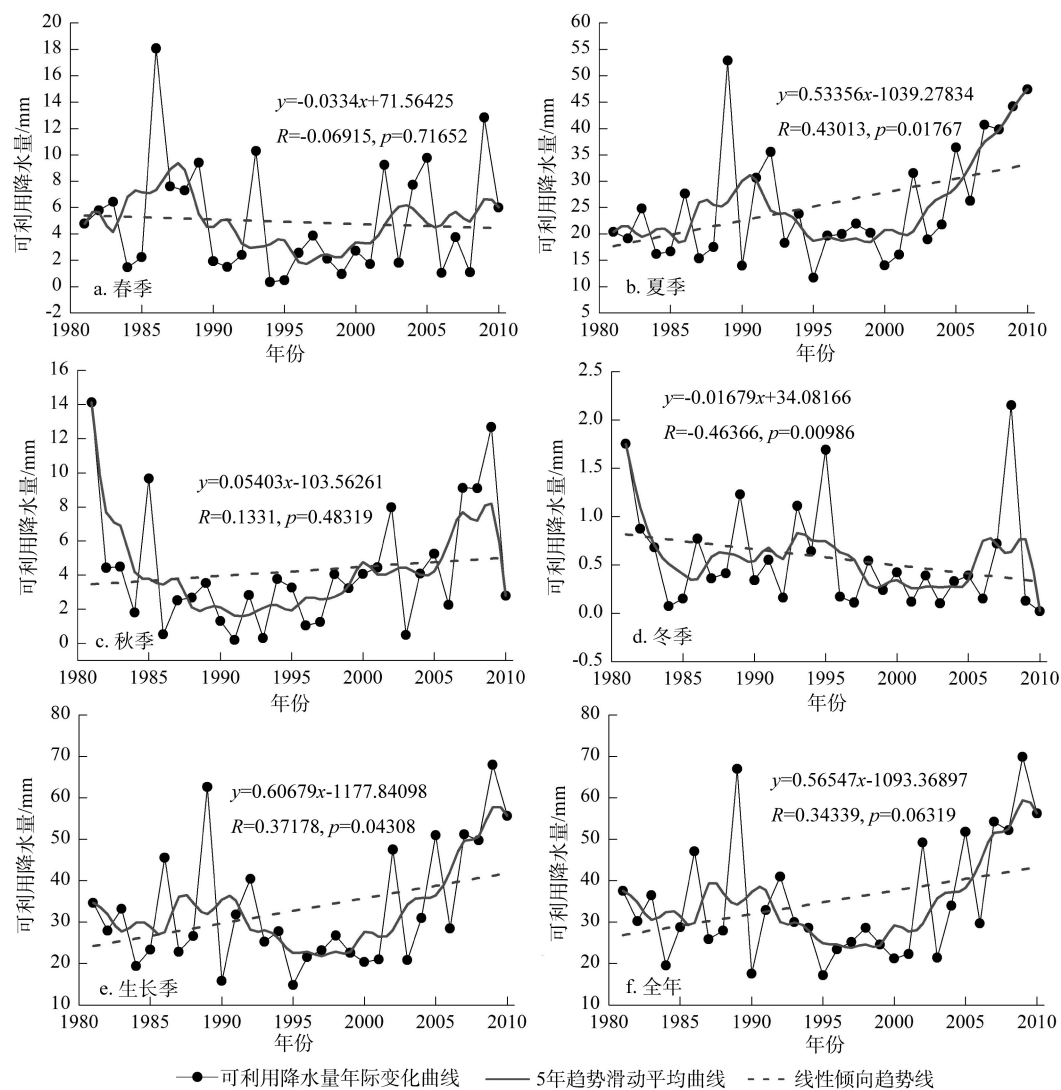 20
18
16
14
12
10
8
6
4
2
0
-2
可利用降水量/mm
y=-0.0334x+71.56425
R=-0.06915, p=0.71652
a. 春季
1980 1985 1990 1995 2000 2005 2010
年份
60
55
50
45
40
35
30
25
20
15
10
5
可利用降水量/mm
y=0.53356x-1039.27834
R=0.43013, p=0.01767
b. 夏季
1980 1985 1990 1995 2000 2005 2010
年份
16
14
12
10
8
6
4
2
0
可利用降水量/mm
y=0.05403x-103.56261
R=0.1331, p=0.48319
c. 秋季
1980 1985 1990 1995 2000 2005 2010
年份
2.5
2.0
1.5
1.0
0.5
0.0
-0.5
可利用降水量/mm
y=-0.01679x+34.08166
R=-0.46366, p=0.00986
d. 冬季
1980 1985 1990 1995 2000 2005 2010
年份
80
70
60
50
40
30
20
10
可利用降水量/mm
y=0.60679x-1177.84098
R=0.37178, p=0.04308
e. 生长季
1980 1985 1990 1995 2000 2005 2010
年份
80
70
60
50
40
30
20
10
可利用降水量/mm
y=0.56547x-1093.36897
R=0.34339, p=0.06319
f. 全年
1980 1985 1990 1995 2000 2005 2010
年份
可利用降水量年际变化曲线 5年趋势滑动平均曲线 线性倾向趋势线